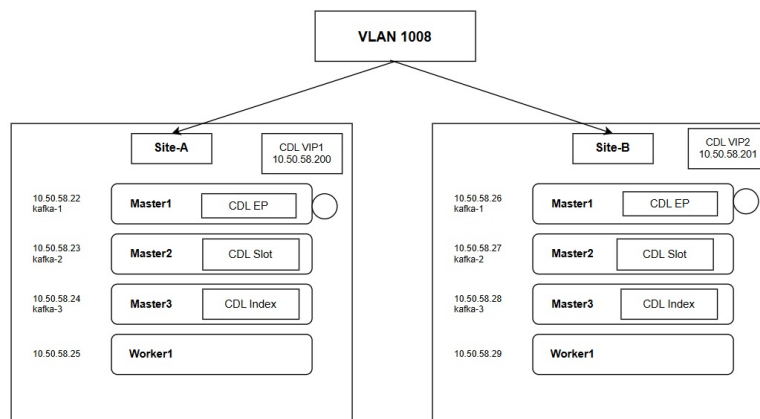 VLAN 1008
Site-A
CDL VIP1
10.50.58.200
10.50.58.22
kafka-1
Master1
CDL EP
10.50.58.23
kafka-2
Master2
CDL Slot
10.50.58.24
kafka-3
Master3
CDL Index
10.50.58.25
Worker1
Site-B
CDL VIP2
10.50.58.201
10.50.58.26
kafka-1
Master1
CDL EP
10.50.58.27
kafka-2
Master2
CDL Slot
10.50.58.28
kafka-3
Master3
CDL Index
10.50.58.29
Worker1